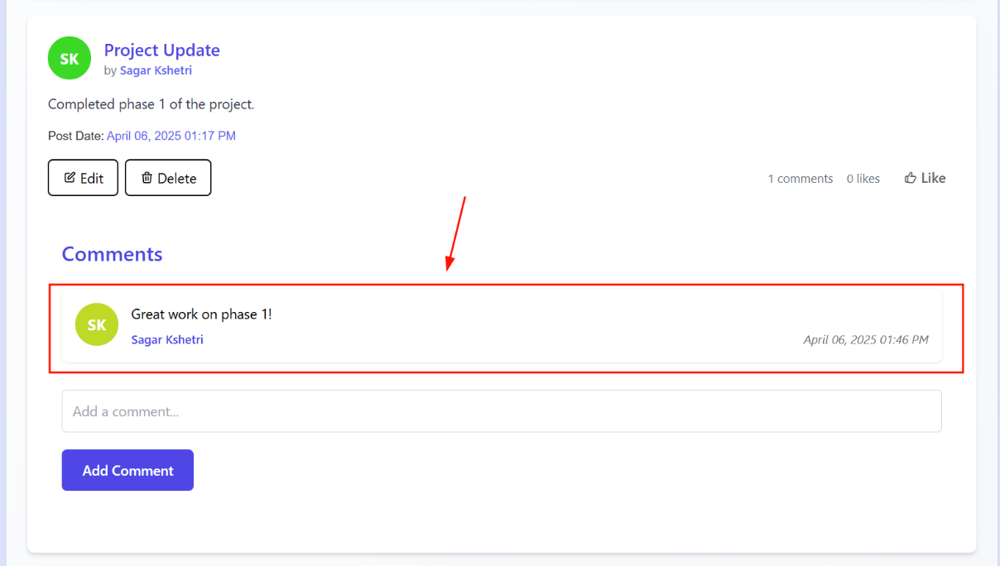 SK
Project Update
by Sagar Kshetri
Completed phase 1 of the project.
Post Date: April 06, 2025 01:17 PM
Edit Delete 1 comments 0 likes Like
Comments
SK
Great work on phase 1!
Sagar Kshetri April 06, 2025 01:46 PM
Add a comment...
Add Comment